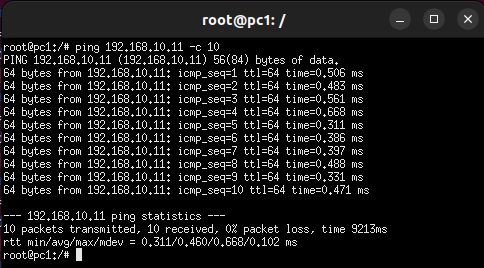 root@pc1: /
root@pc1:/# ping 192.168.10.11 -c 10
PING 192.168.10.11 (192.168.10.11) 56(84) bytes of data.
64 bytes from 192.168.10.11: icmp_seq=1 ttl=64 time=0.506 ms
64 bytes from 192.168.10.11: icmp_seq=2 ttl=64 time=0.483 ms
64 bytes from 192.168.10.11: icmp_seq=3 ttl=64 time=0.561 ms
64 bytes from 192.168.10.11: icmp_seq=4 ttl=64 time=0.668 ms
64 bytes from 192.168.10.11: icmp_seq=5 ttl=64 time=0.311 ms
64 bytes from 192.168.10.11: icmp_seq=6 ttl=64 time=0.386 ms
64 bytes from 192.168.10.11: icmp_seq=7 ttl=64 time=0.397 ms
64 bytes from 192.168.10.11: icmp_seq=8 ttl=64 time=0.488 ms
64 bytes from 192.168.10.11: icmp_seq=9 ttl=64 time=0.331 ms
64 bytes from 192.168.10.11: icmp_seq=10 ttl=64 time=0.471 ms
--- 192.168.10.11 ping statistics ---
10 packets transmitted, 10 received, 0% packet loss, time 9213ms
rtt min/avg/max/mdev = 0.311/0.460/0.668/0.102 ms
root@pc1:/#